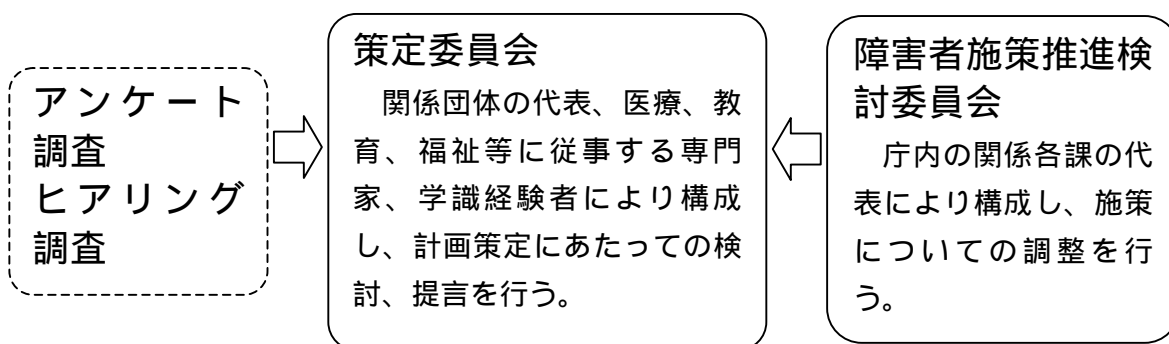 アンケート
調査
ヒアリング
調査
策定委員会
関係団体の代表、医療、教
育、福祉等に従事する専門
家、学識経験者により構成
し、計画策定にあたっての検
討、提言を行う。
障害者施策推進検
討委員会
庁内の関係各課の代
表により構成し、施策
についての調整を行
う。